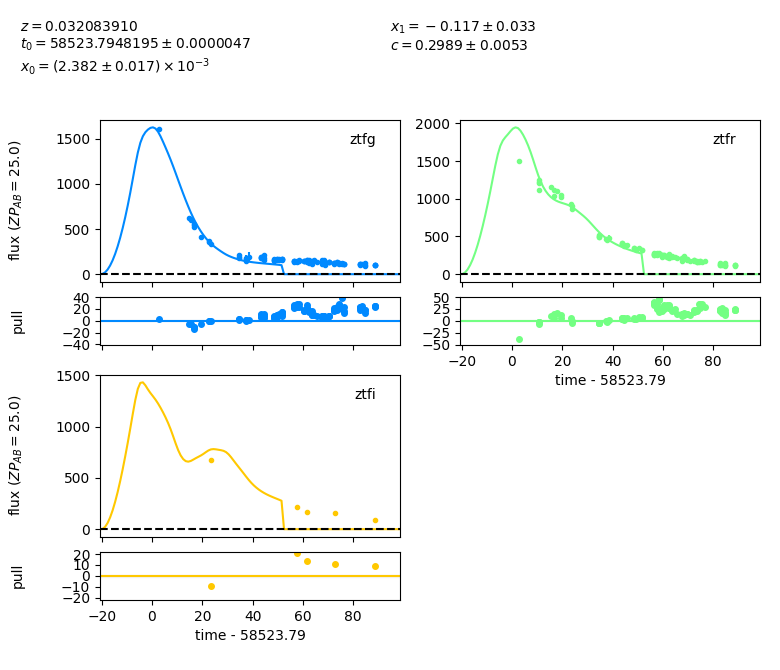 z = 0.032083910
t₀ = 58523.7948195 ± 0.0000047
x₀ = (2.382 ± 0.017) × 10⁻³
x₁ = −0.117 ± 0.033
c = 0.2989 ± 0.0053
flux (ZP_AB = 25.0)
1500
1000
500
0
ztfg
2000
1500
1000
500
0
ztfr
pull
40
20
0
−20
−40
50
25
0
−25
−50
−20
0
20
40
60
80
time - 58523.79
flux (ZP_AB = 25.0)
1500
1000
500
0
ztfi
pull
20
10
0
−10
−20
−20
0
20
40
60
80
time - 58523.79